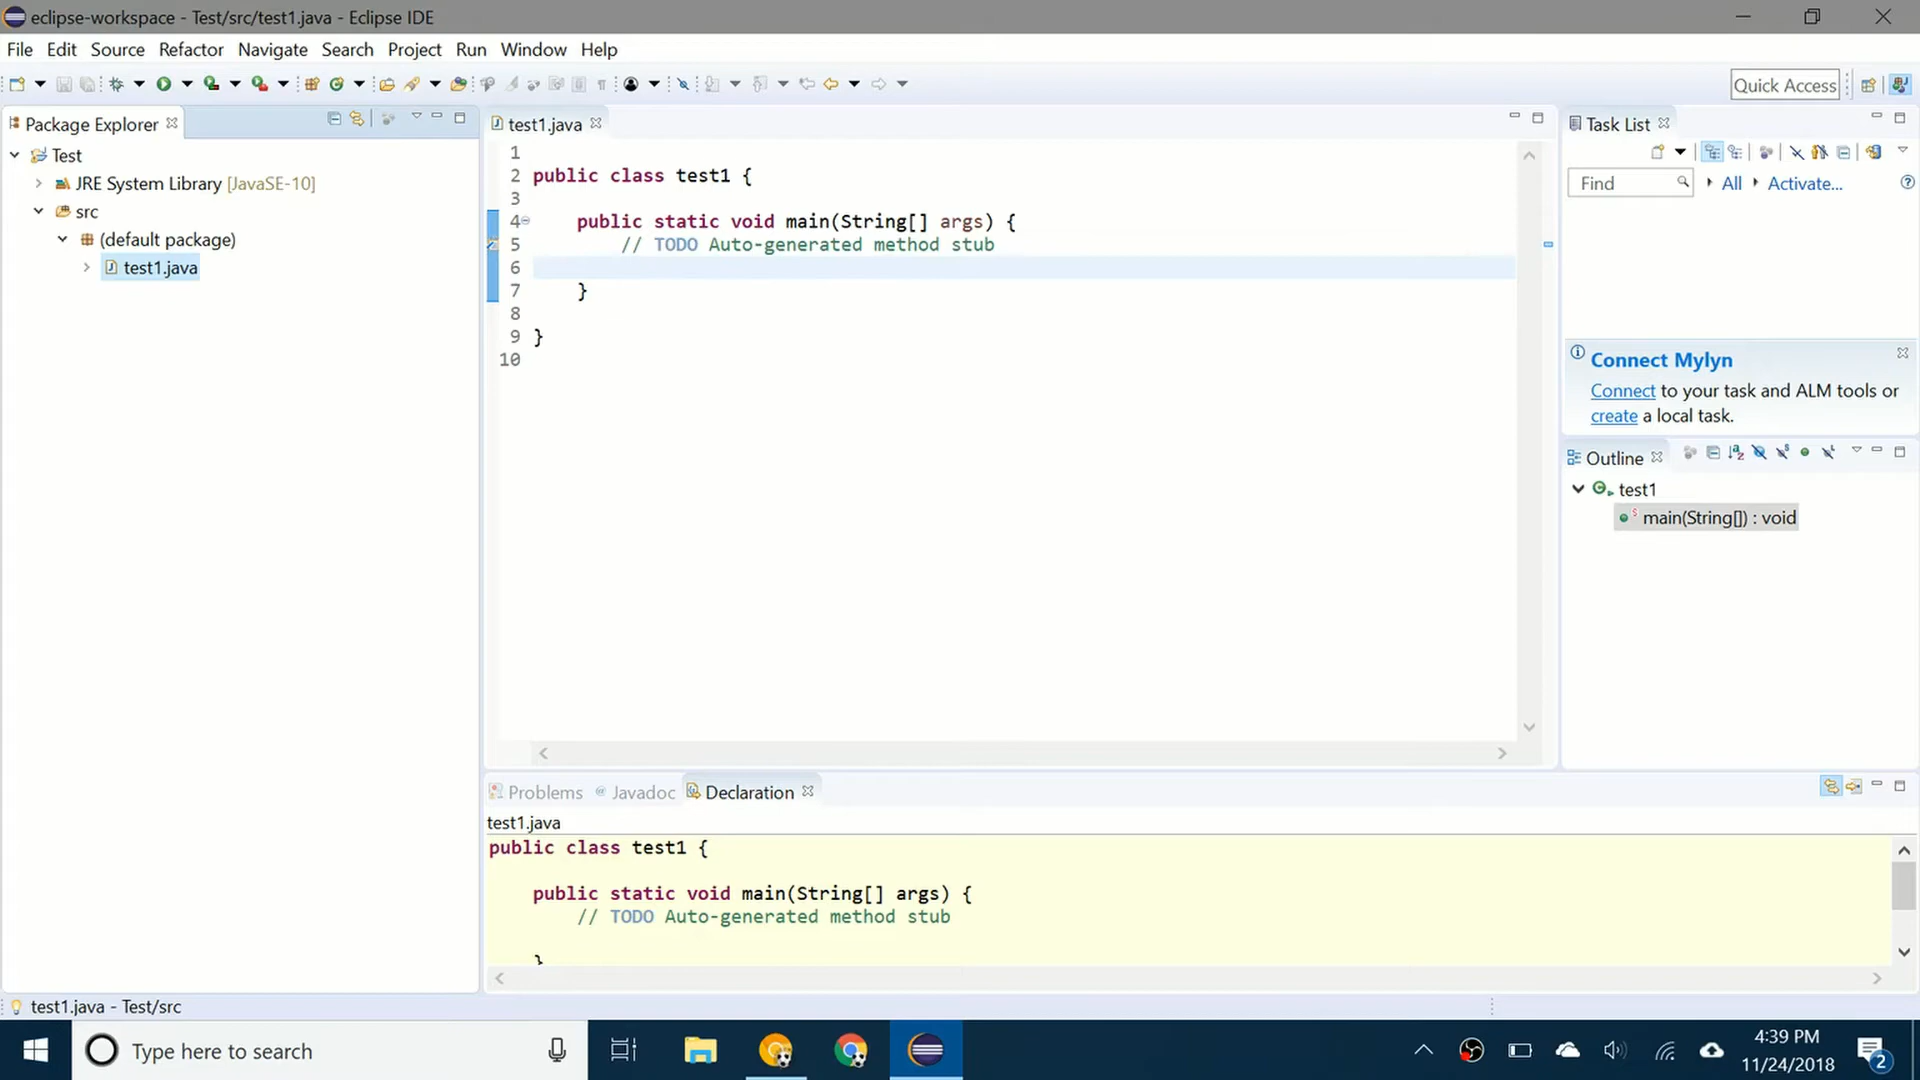 eclipse-workspace - Test/src/test1.java - Eclipse IDE
File Edit Source Refactor Navigate Search Project Run Window Help
Quick Access
Package Explorer
Test
JRE System Library [JavaSE-10]
src
(default package)
test1.java
test1.java
1
2 public class test1 {
3
4 public static void main(String[] args) {
5 // TODO Auto-generated method stub
6
7 }
8
9 }
10
Task List
Find
All
Activate...
Connect Mylyn
Connect to your task and ALM tools or
create a local task.
Outline
test1
main(String[]) : void
Problems Javadoc Declaration
test1.java
public class test1 {
public static void main(String[] args) {
// TODO Auto-generated method stub
}
test1.java - Test/src
Type here to search
4:39 PM
11/24/2018
2